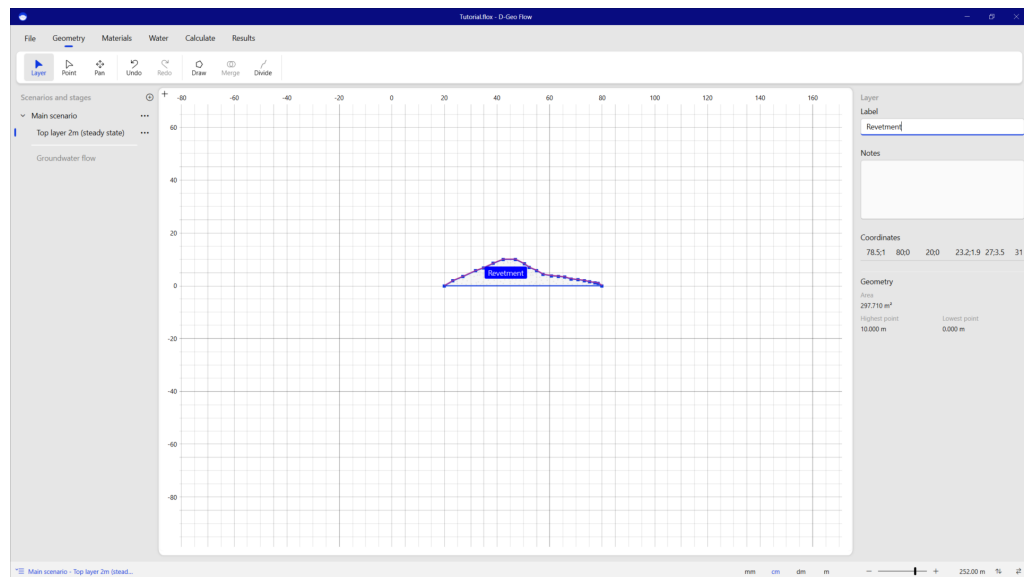 Tutorial.flox - D-Geo Flow
File Geometry Materials Water Calculate Results
Layer Point Pan Undo Redo Draw Merge Divide
Scenarios and stages
Main scenario
Top layer 2m (steady state)
Groundwater flow
-80 -60 -40 -20 0 20 40 60 80 100 120 140 160
60
40
20
0
-20
-40
-60
-80
Revetment
Layer
Label
Revetment
Notes
Coordinates
78.5;1 80;0 20;0 23.2;1.9 27;3.5 31
Geometry
Area
297.710 m²
Highest point Lowest point
10.000 m 0.000 m
Main scenario - Top layer 2m (stead...
mm cm dm m
252.00 m